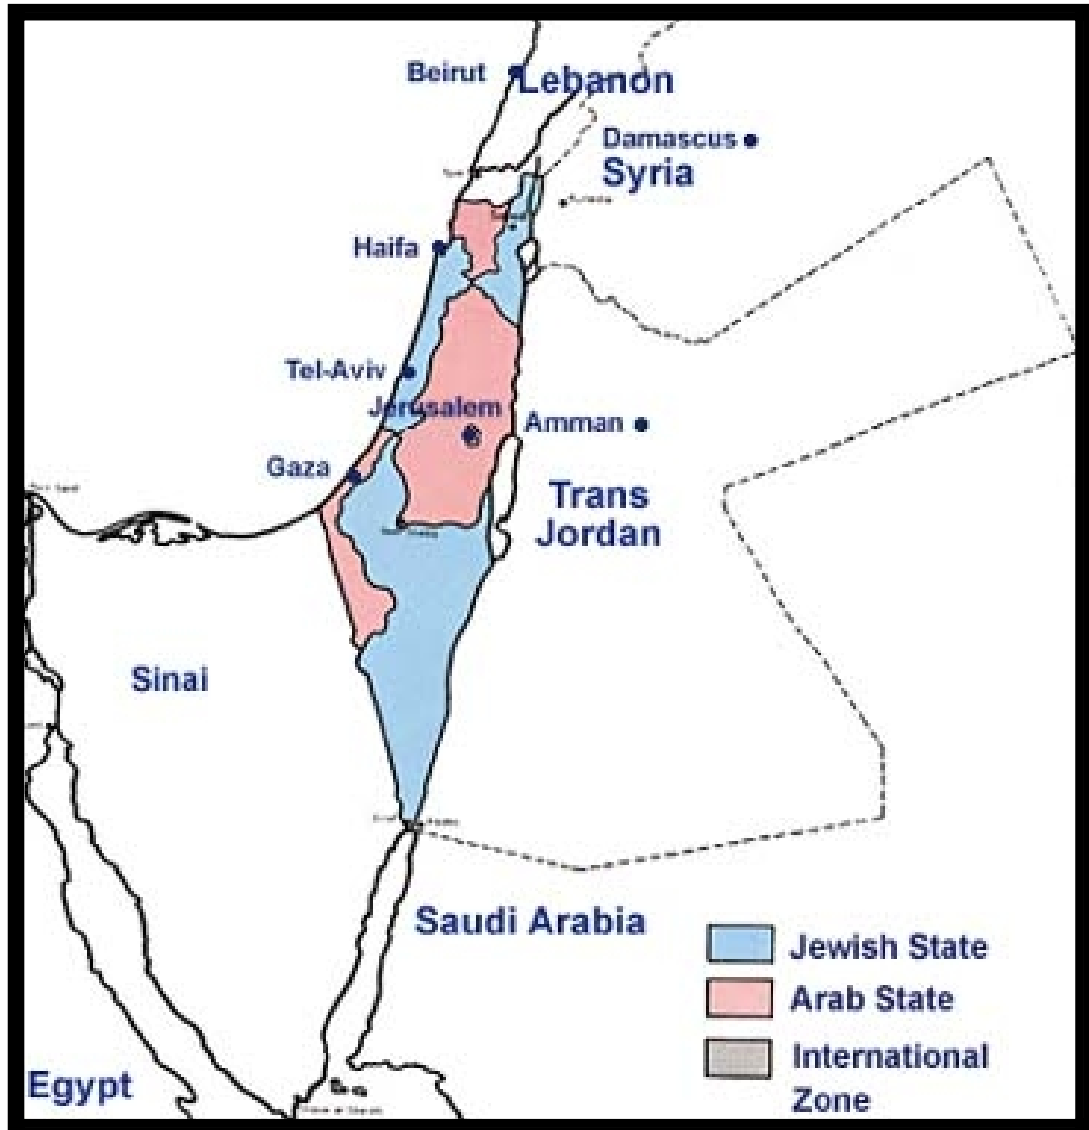 Beirut
Lebanon
Damascus
Syria
Haifa
Tel-Aviv
Jerusalem
Amman
Gaza
Trans
Jordan
Sinai
Saudi Arabia
Jewish State
Arab State
International
Zone
Egypt